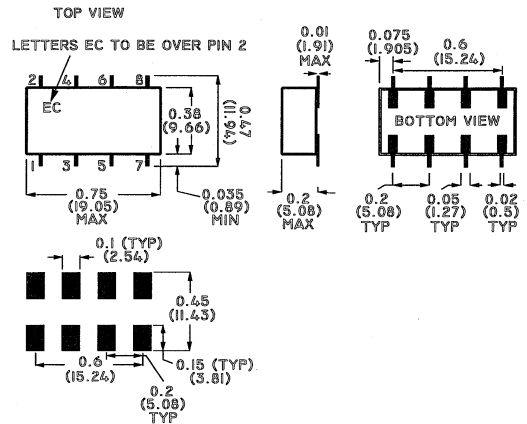 TOP VIEW
LETTERS EC TO BE OVER PIN 2
2 4 6 8
EC
1 3 5 7
0.38
(9.66)
0.47
(11.94)
0.75
(19.05)
MAX
0.035
(0.89)
MIN
0.01
(1.91)
MAX
0.2
(5.08)
MAX
0.075
(1.905)
0.6
(15.24)
BOTTOM VIEW
0.2
(5.08)
TYP
0.05
(1.27)
TYP
0.02
(0.5)
TYP
0.1 (TYP)
(2.54)
0.45
(11.43)
0.6
(15.24)
0.15 (TYP)
(3.81)
0.2
(5.08)
TYP